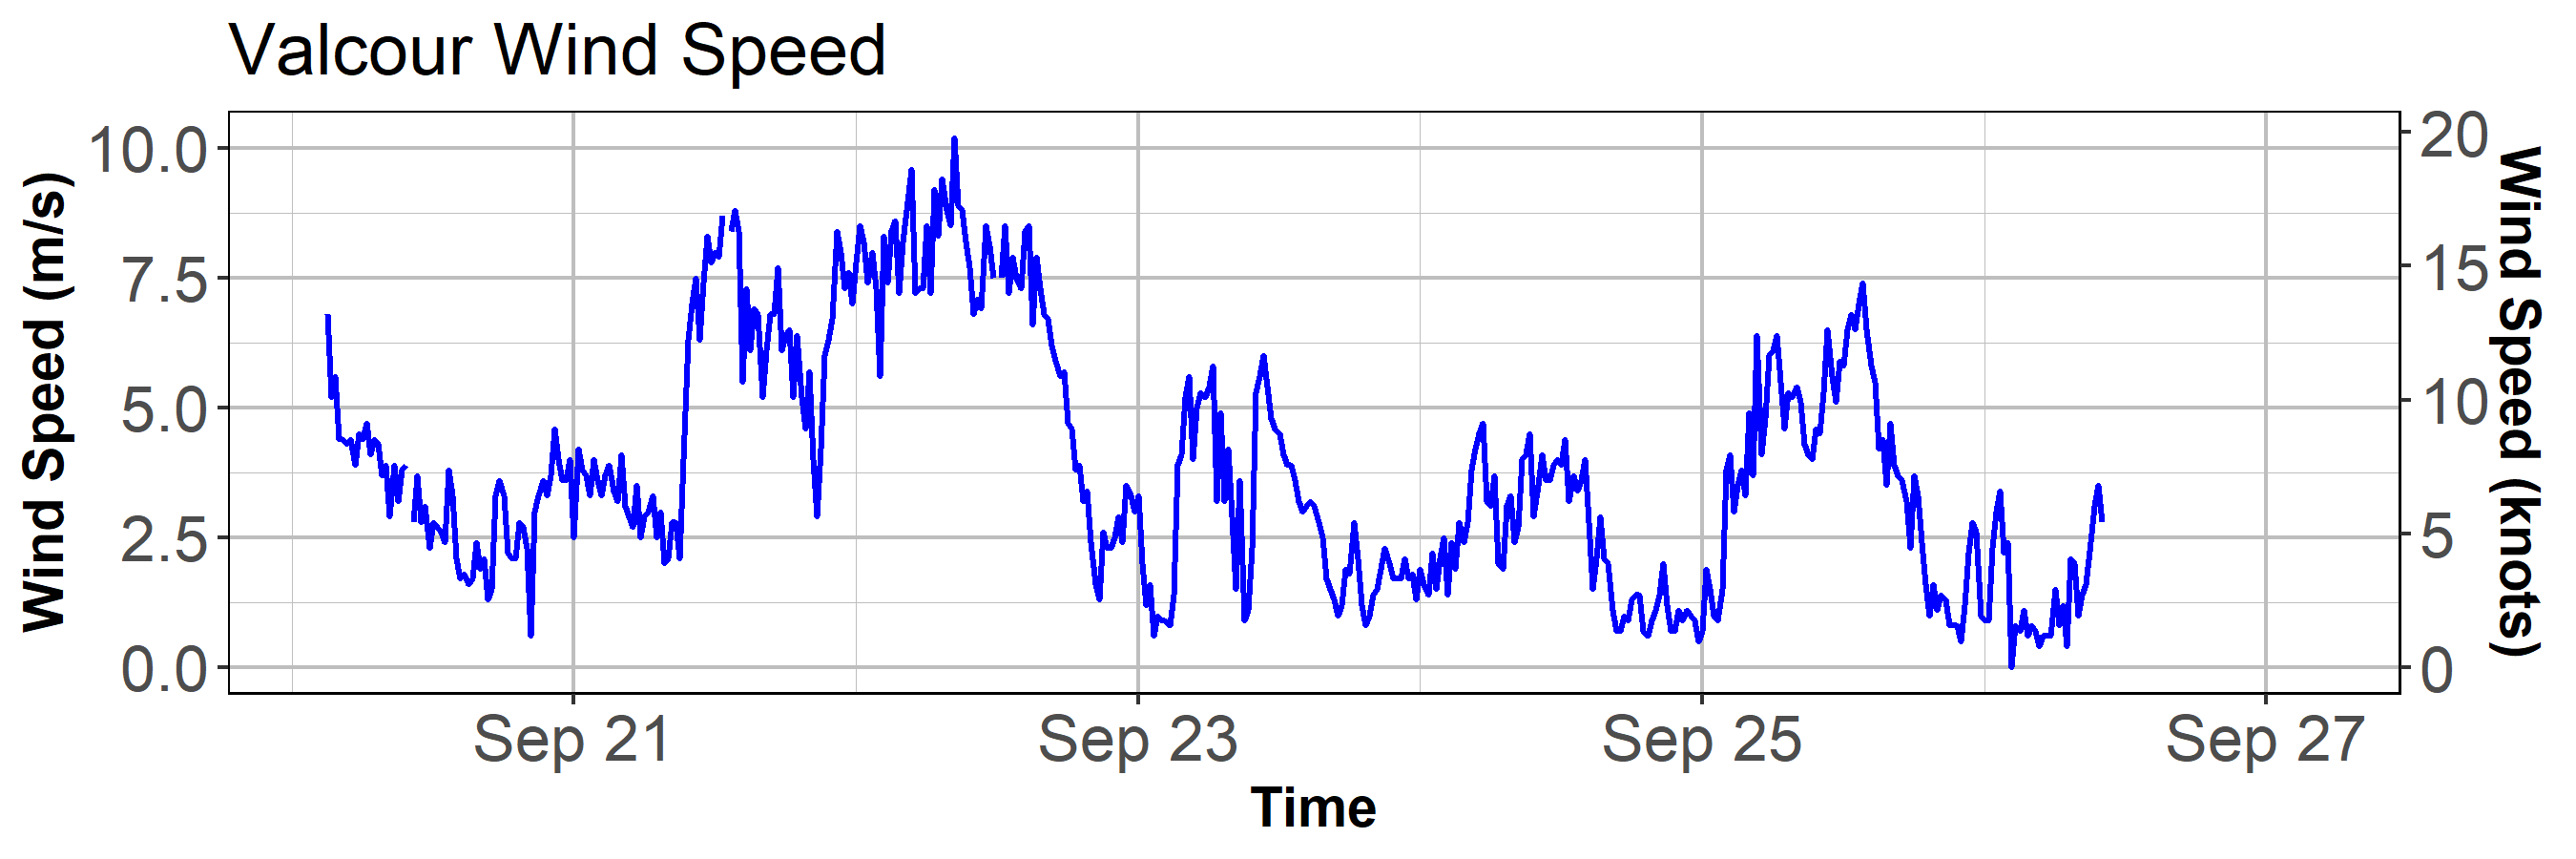 Valcour Wind Speed
Wind Speed (m/s)
10.0
7.5
5.0
2.5
0.0
20
15
10
5
0
Wind Speed (knots)
Sep 21
Sep 23
Sep 25
Sep 27
Time